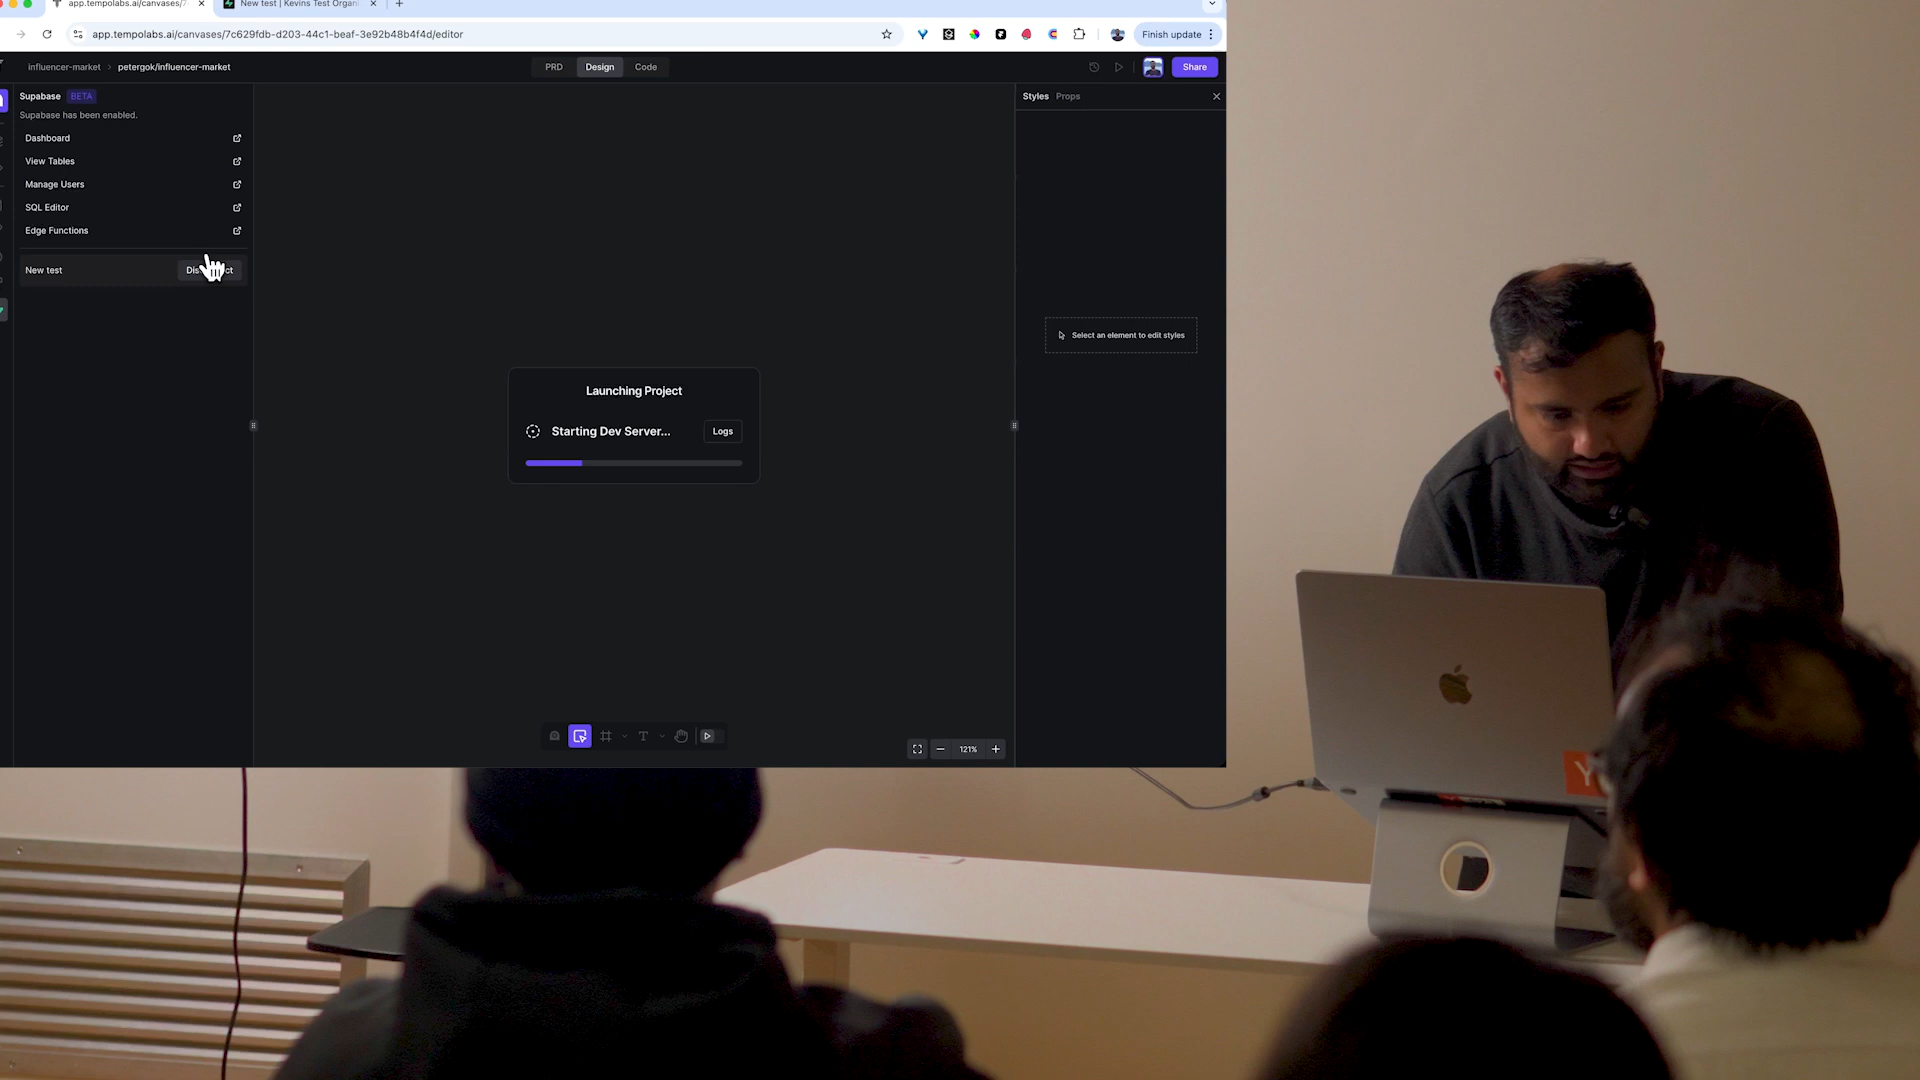 app.tempolabs.ai/canvases/7
New test | Kevins Test Organi
app.tempolabs.ai/canvases/7c629fdb-d203-44c1-beaf-3e92b48b4f4d/editor
Finish update
influencer-market > petergok/influencer-market
PRD
Design
Code
Share
Supabase BETA
Supabase has been enabled.
Dashboard
View Tables
Manage Users
SQL Editor
Edge Functions
New test
Styles Props
Select an element to edit styles
Launching Project
Starting Dev Server...
Logs
T
121%
Y